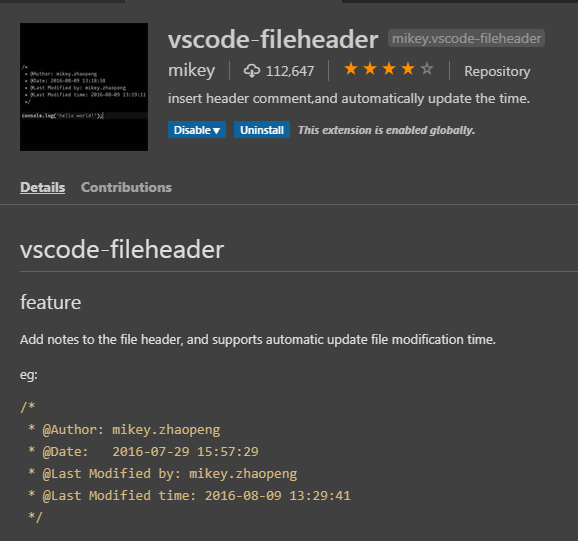 vscode-fileheader mikey.vscode-fileheader
mikey 112,647 Repository
insert header comment,and automatically update the time.
Disable Uninstall This extension is enabled globally.
/*
* @Author: mikey.zhaopeng
* @Date: 2016-08-09 13:18:58
* @Last Modified by: mikey.zhaopeng
* @Last Modified time: 2016-08-09 13:19:11
*/
console.log('hello world!');
Details Contributions
vscode-fileheader
feature
Add notes to the file header, and supports automatic update file modification time.
eg:
/*
* @Author: mikey.zhaopeng
* @Date:   2016-07-29 15:57:29
* @Last Modified by: mikey.zhaopeng
* @Last Modified time: 2016-08-09 13:29:41
*/